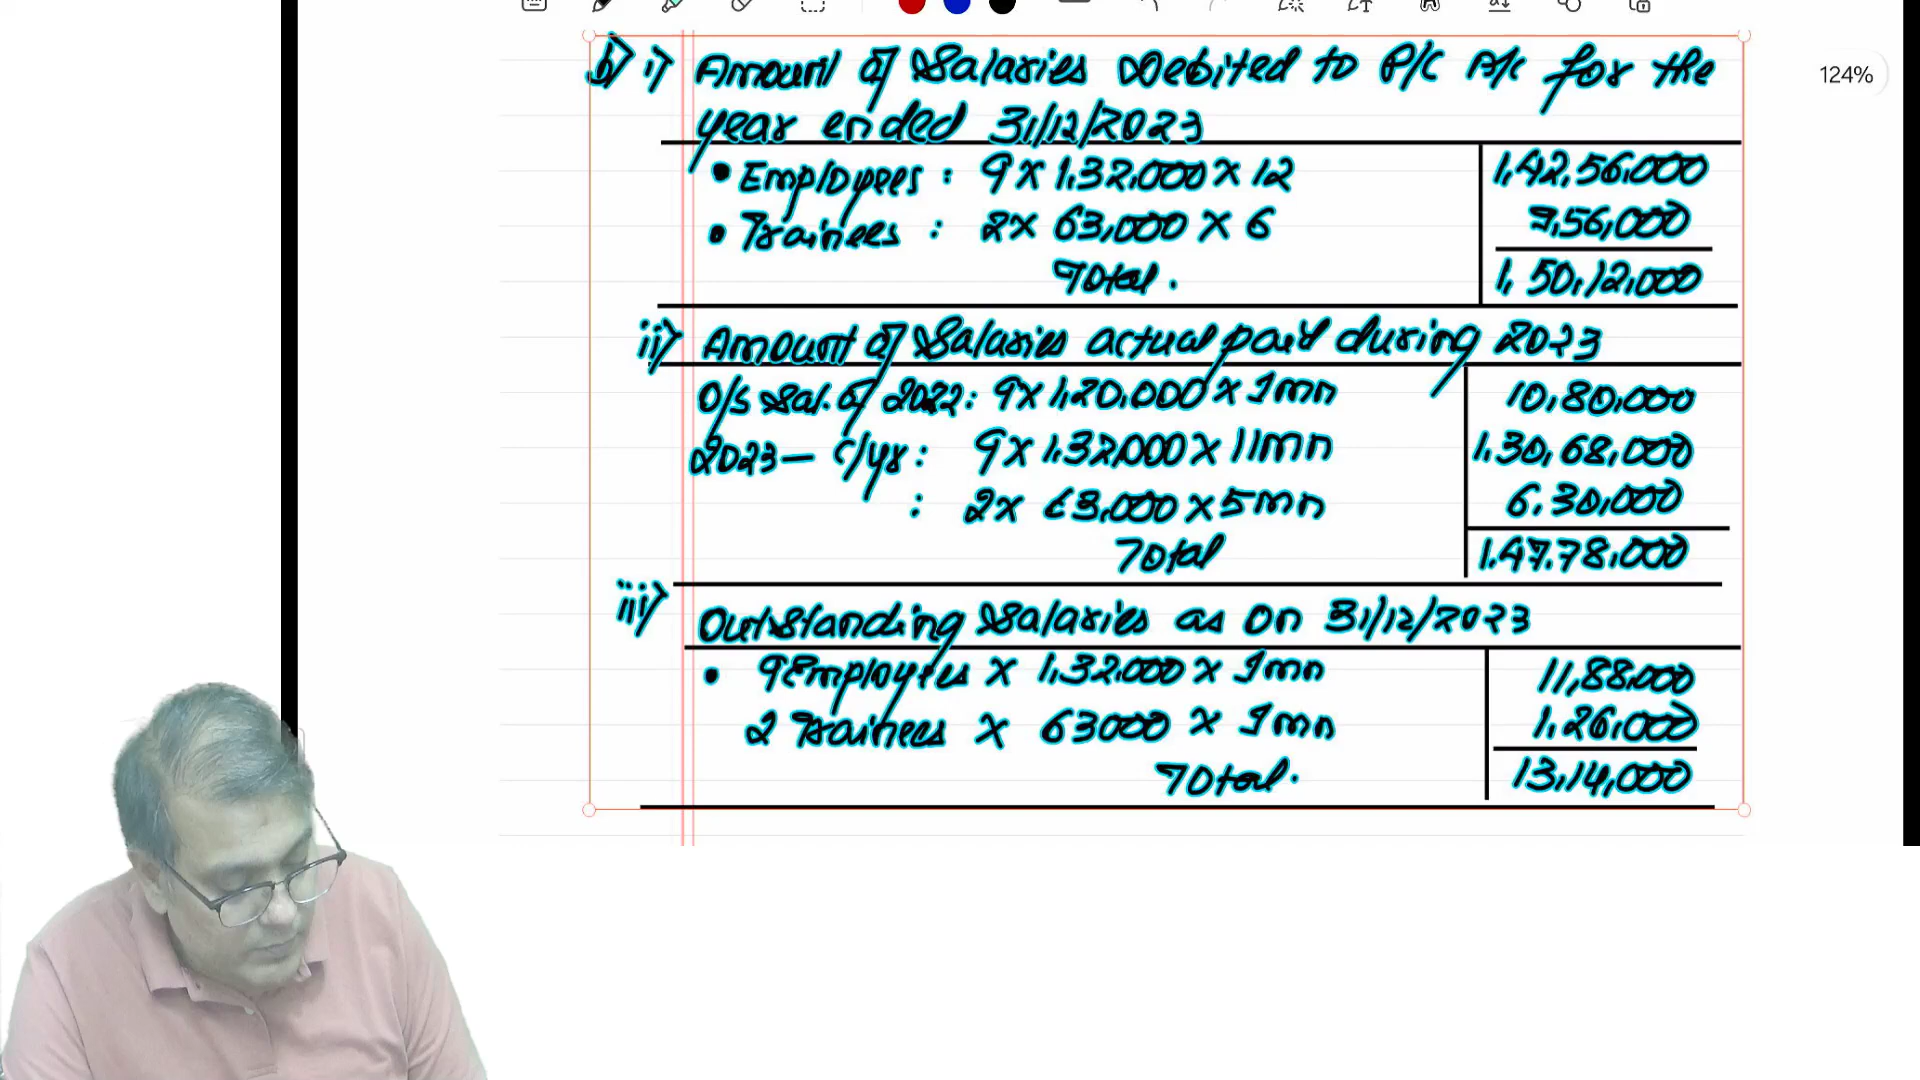 124%
b) i) Amount of Salaries Debited to P/L A/c for the
year ended 31/12/2023
• Employees : 9 x 1,32,000 x 12 1,42,56,000
• Trainees : 2x 63,000 x 6 7,56,000
Total . 1,50,12,000
ii) Amount of Salaries actual paid during 2023
O/S Sal. of 2022: 9x 1,20,000 x 1mn 10,80,000
2023 - C/yr : 9x 1,32,000 x 11mn 1,30,68,000
: 2x 63,000 x 5mn 6,30,000
Total 1,47,78,000
iii) Outstanding Salaries as on 31/12/2023
• 9Employees x 1,32,000 x 1mn 11,88,000
2 Trainees x 63000 x 1mn 1,26,000
Total. 13,14,000